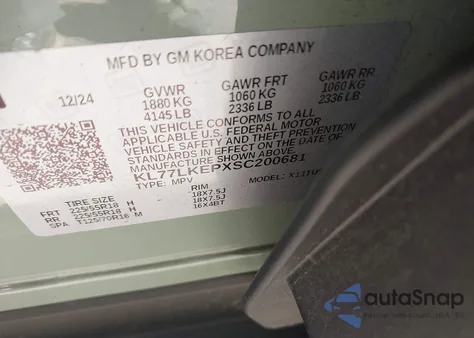 MFD BY GM KOREA COMPANY
12/24 GVWR GAWR FRT GAWR RR
1880 KG 1060 KG 1060 KG
4145 LB 2336 LB 2336 LB
THIS VEHICLE CONFORMS TO ALL
APPLICABLE U.S. FEDERAL MOTOR
VEHICLE SAFETY AND THEFT PREVENTION
STANDARDS IN EFFECT ON THE DATE OF
MANUFACTURE SHOWN ABOVE.
KL77LKEPXSC200681
TYPE: MPV MODEL:
TIRE SIZE RIM
FRT 225/55R18 H 18X7.5J
RR 225/55R18 H 18X7.5J
SPA T125/70R16 M 16X4BT
autoSnap